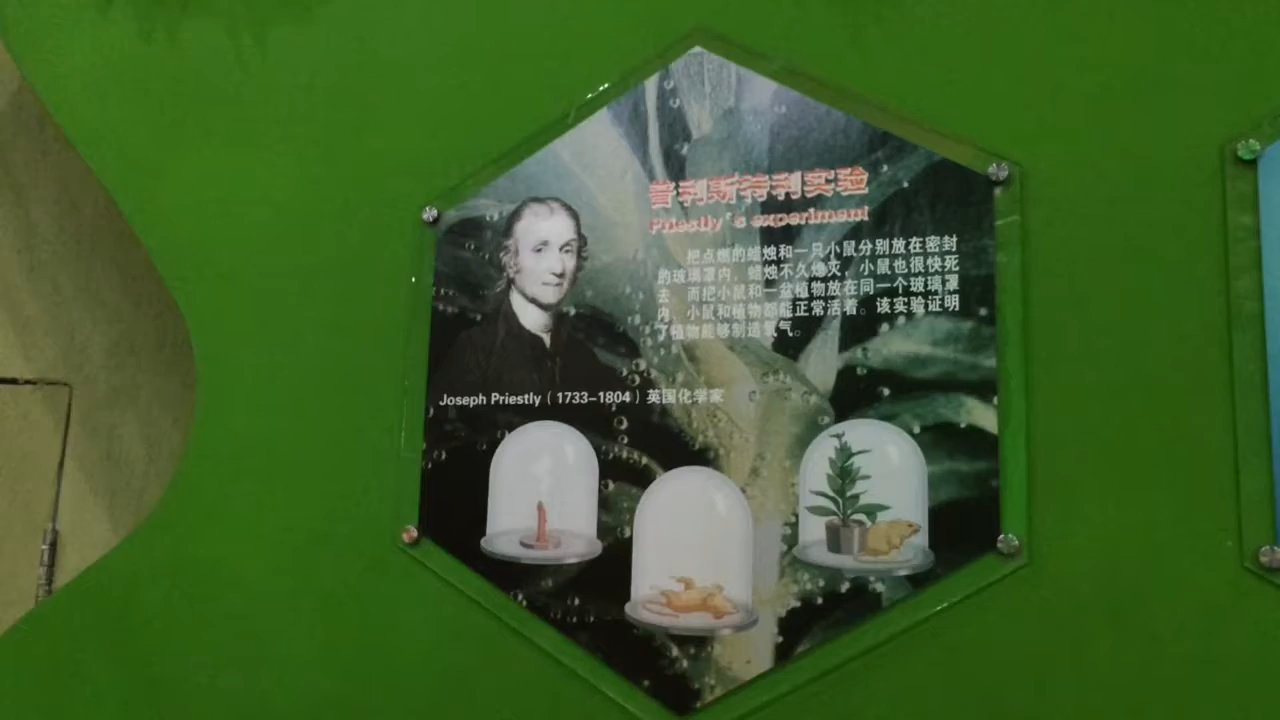 普利斯特利实验
Priestly's experiment
把点燃的蜡烛和一只小鼠分别放在密封
的玻璃罩内，蜡烛不久熄灭，小鼠也很快死
去，而把小鼠和一盆植物放在同一个玻璃罩
内，小鼠和植物都能正常活着。该实验证明
了植物能够制造氧气。
Joseph Priestly（1733-1804）英国化学家